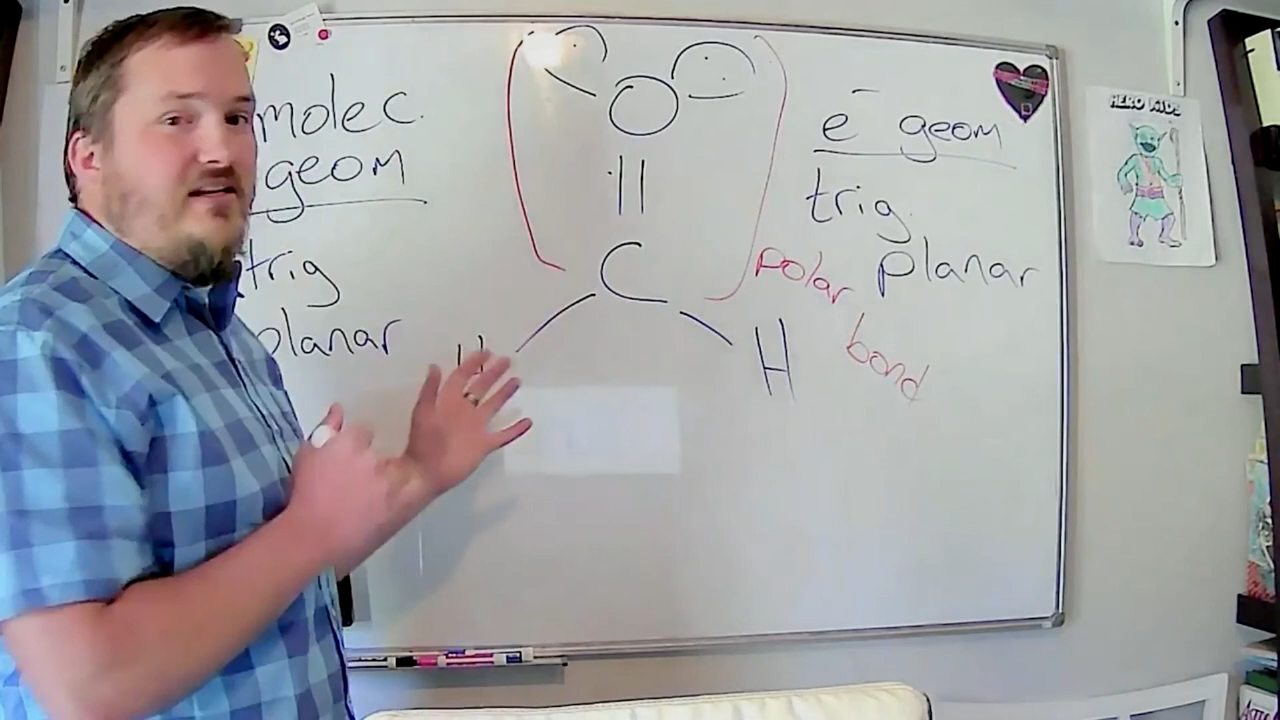 molec.
geom
trig
planar
O
C
H
H
e⁻ geom
trig.
planar
polar
bond
HERO KIDS